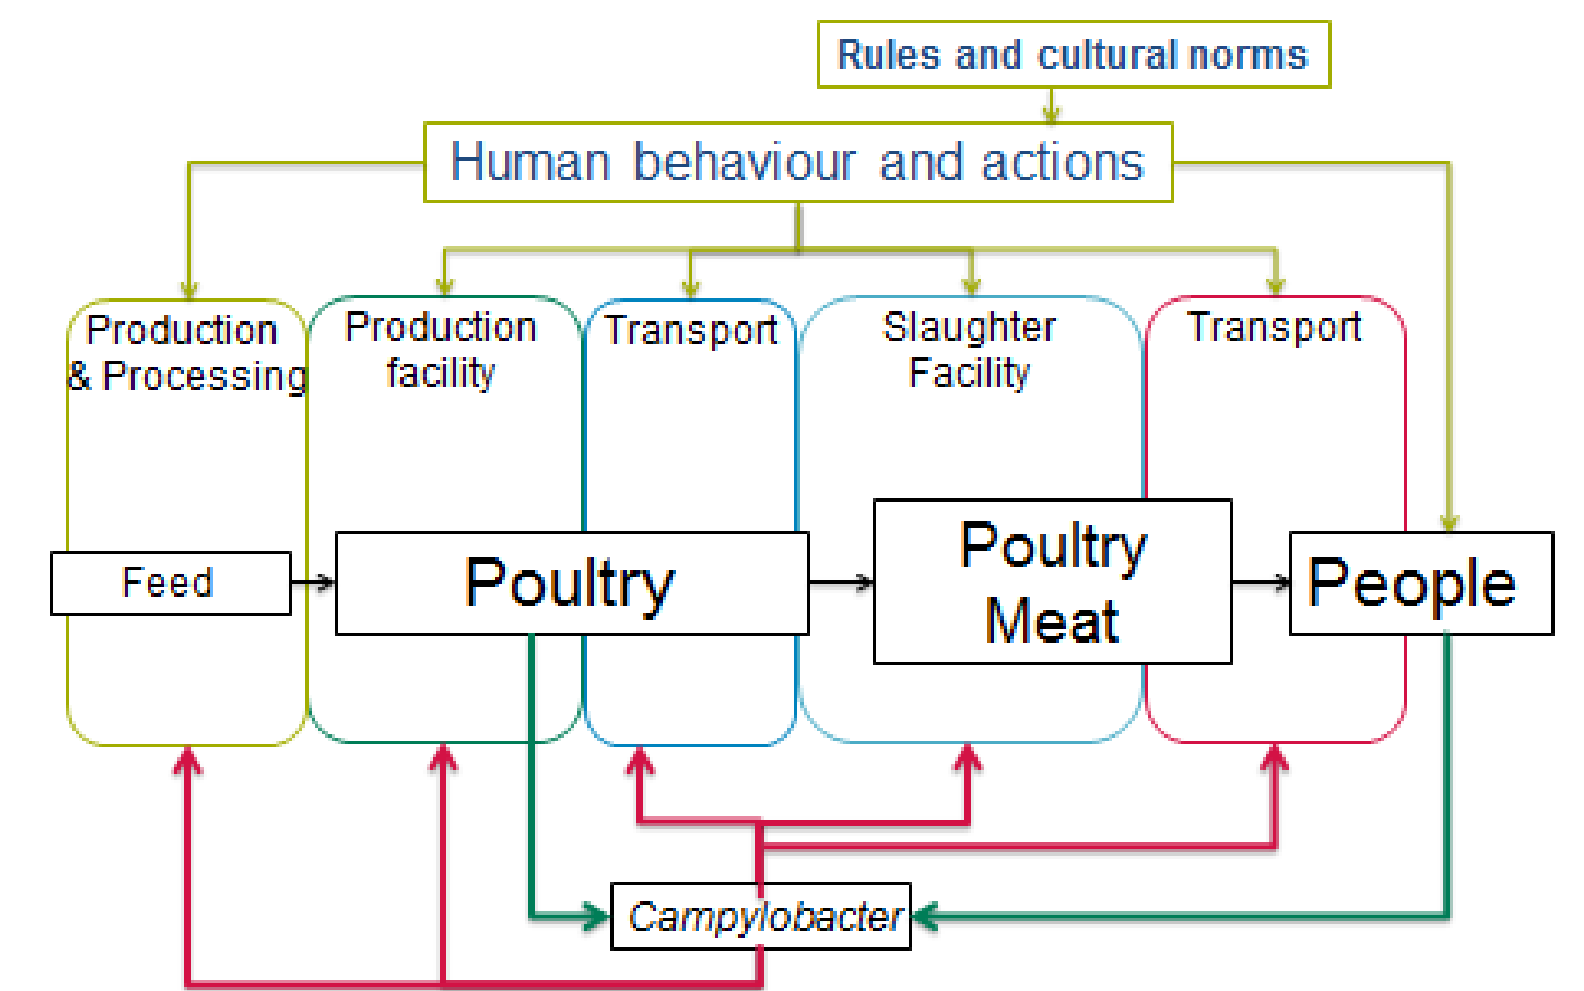 Rules and cultural norms
Human behaviour and actions
Production
& Processing
Production
facility
Transport
Slaughter
Facility
Transport
Feed
Poultry
Poultry
Meat
People
Campylobacter